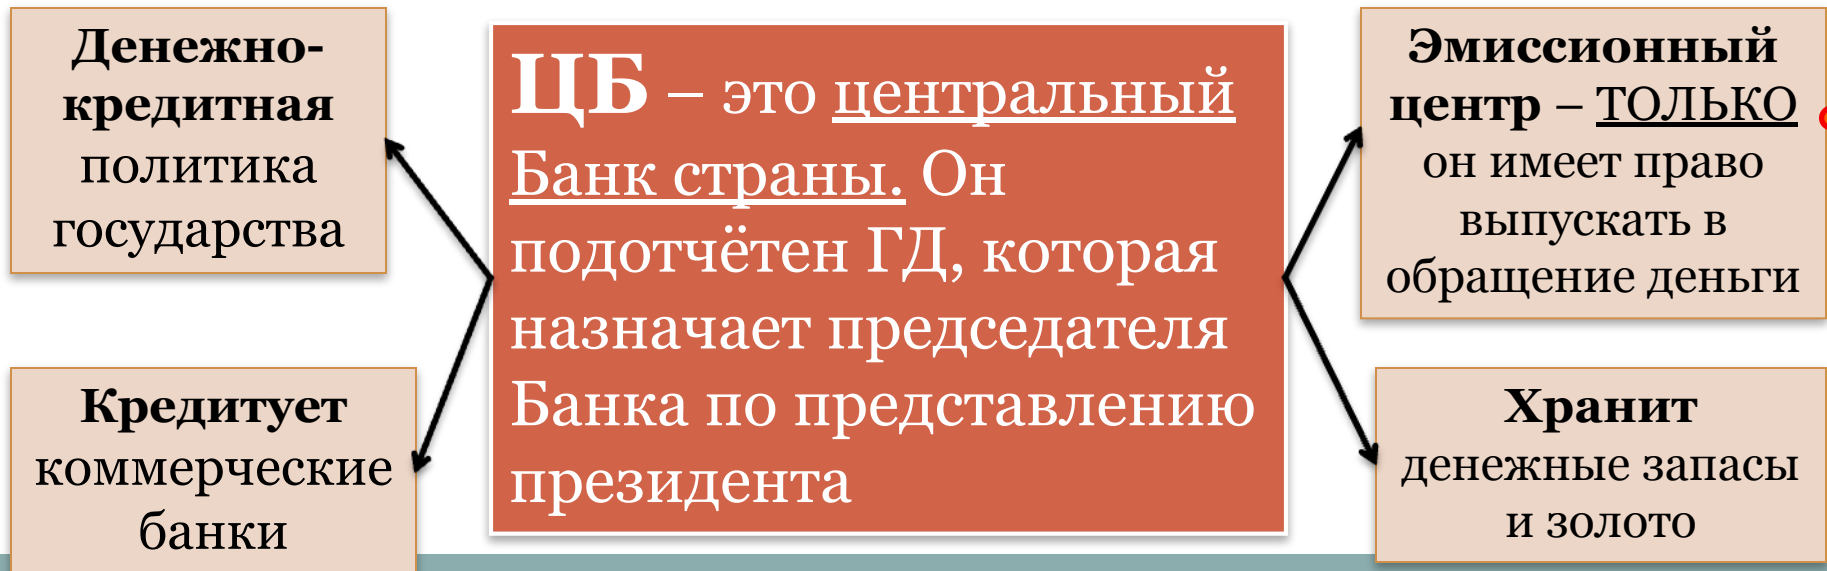 Денежно-
кредитная
политика
государства
Кредитует
коммерческие
банки
ЦБ – это центральный
Банк страны. Он
подотчётен ГД, которая
назначает председателя
Банка по представлению
президента
Эмиссионный
центр – ТОЛЬКО
он имеет право
выпускать в
обращение деньги
Хранит
денежные запасы
и золото